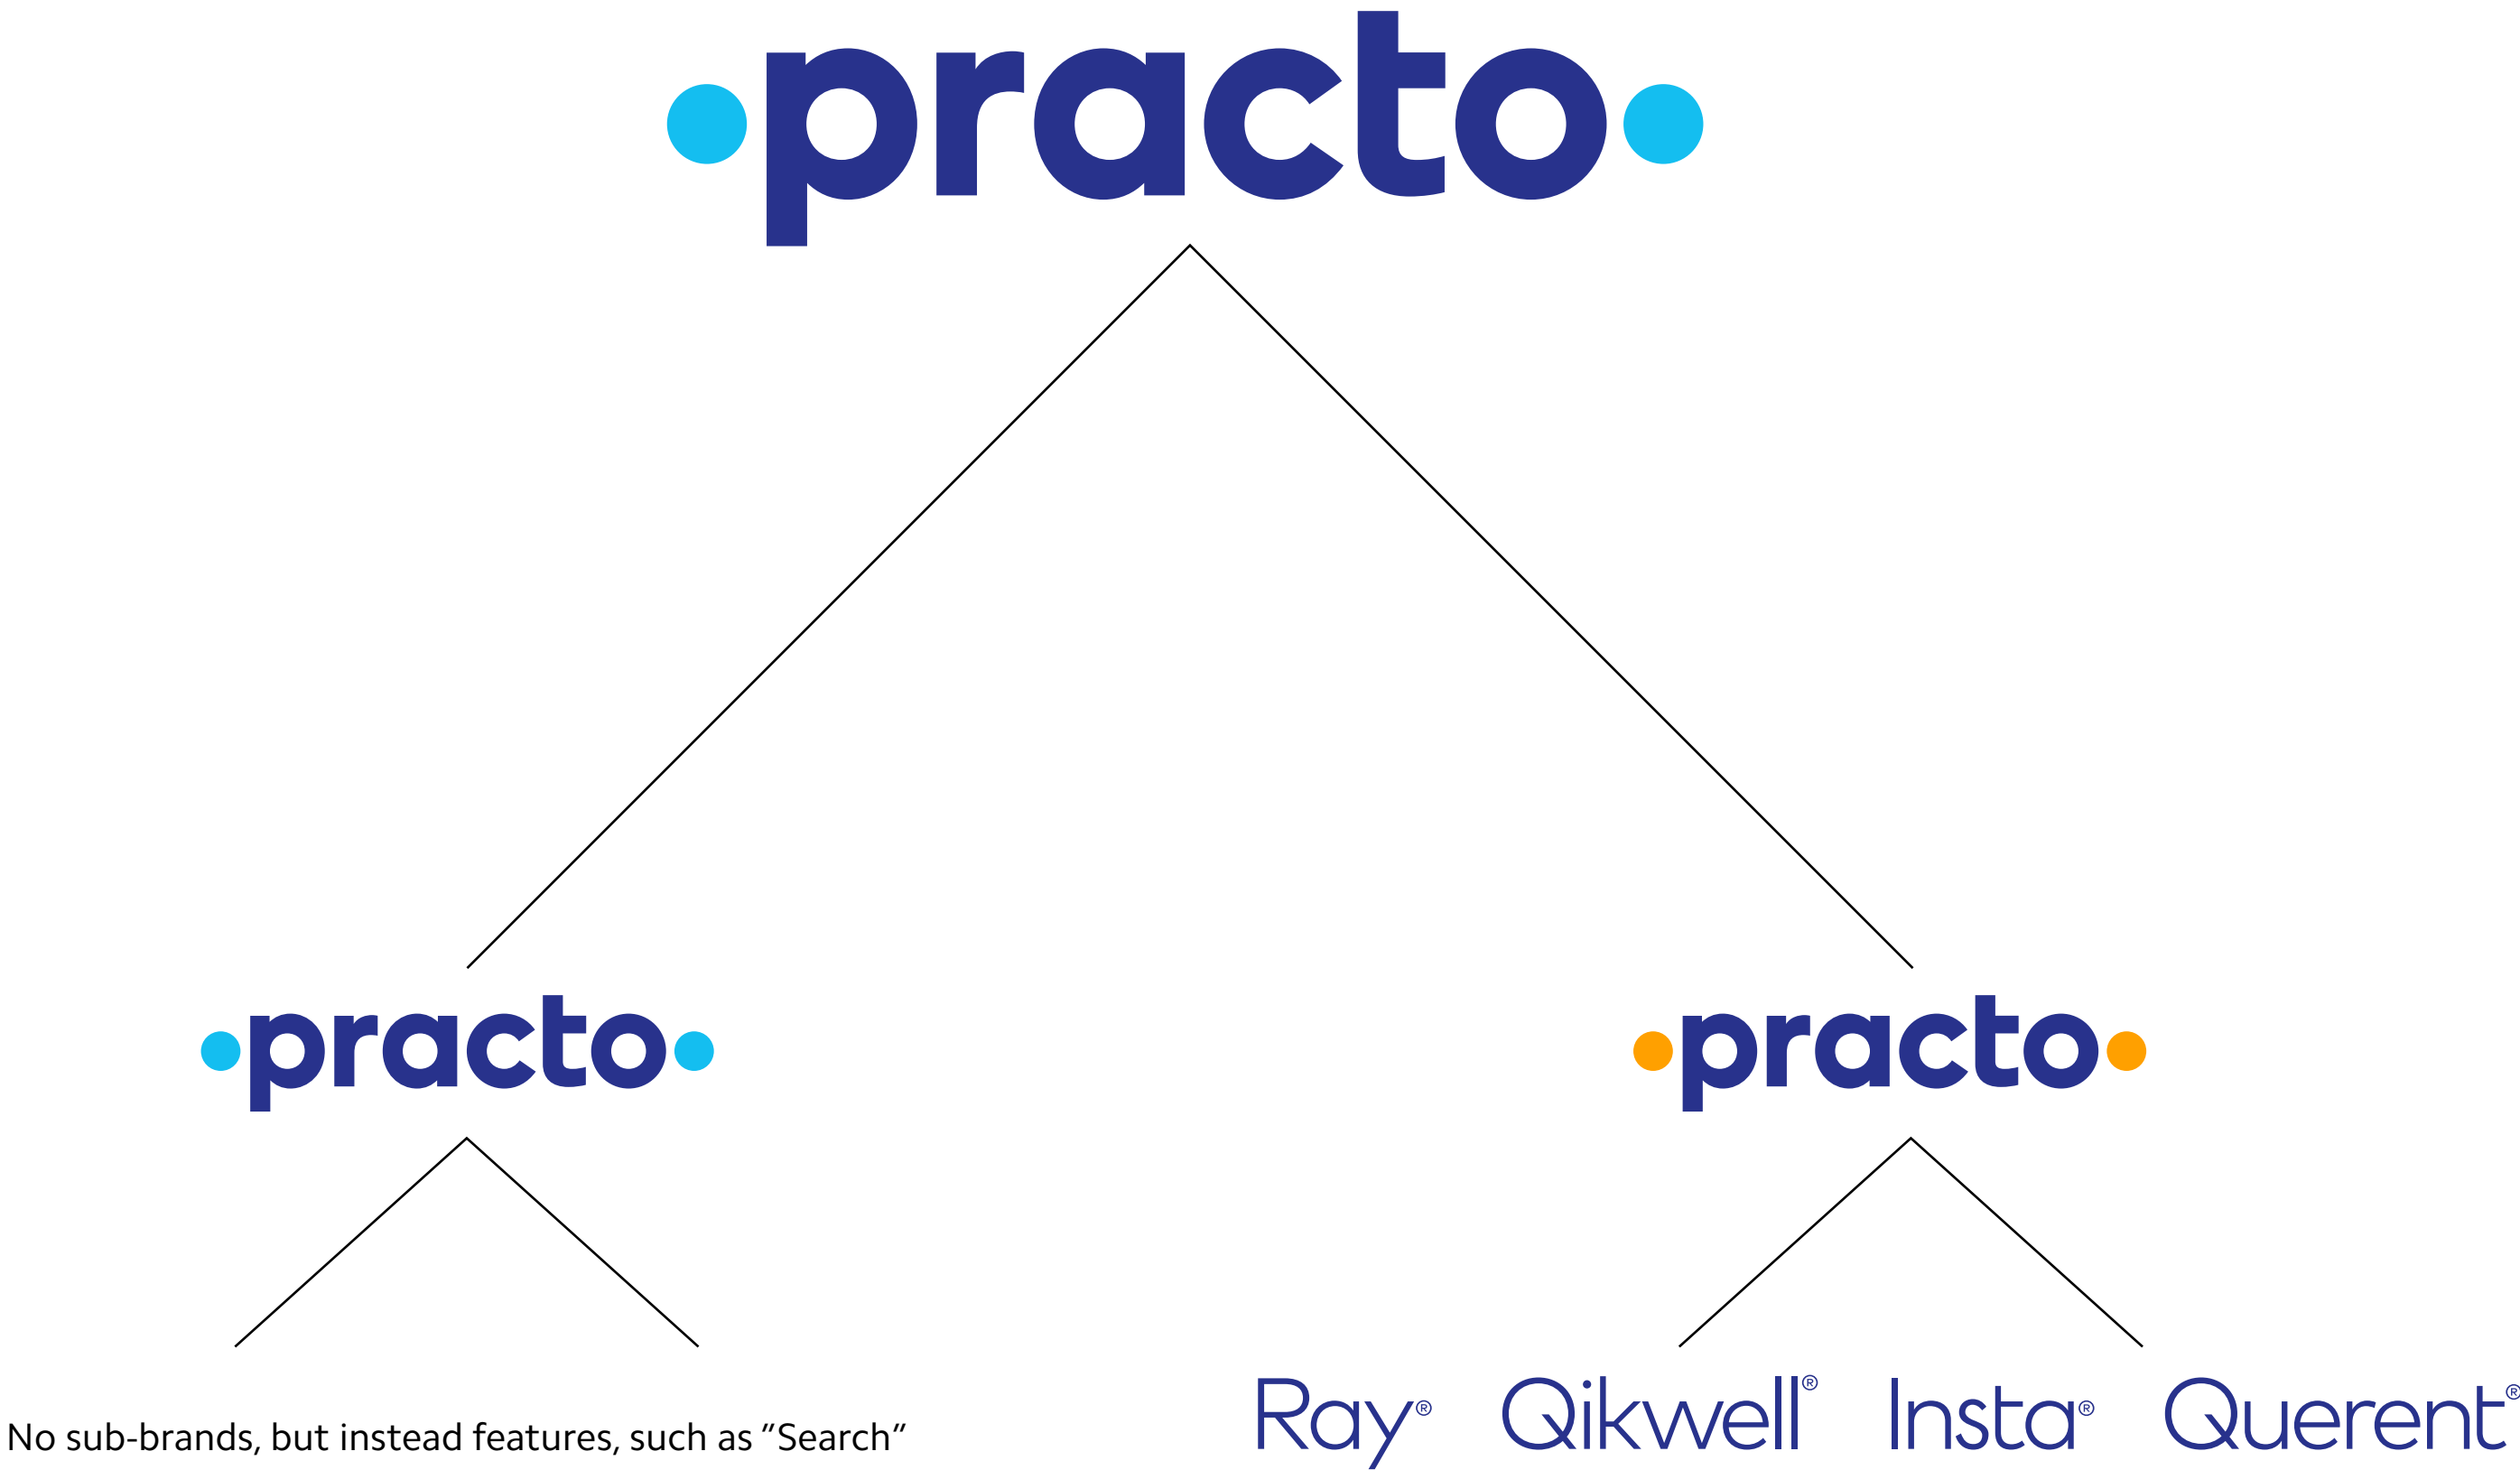 practo
practo
practo
No sub-brands, but instead features, such as "Search"
Ray® Qikwell® Insta® Querent®